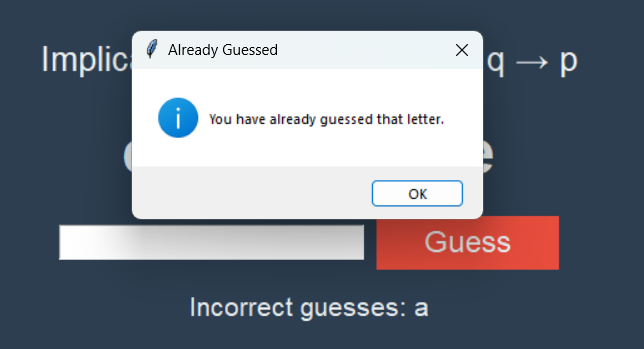 Already Guessed
Implica q → p
You have already guessed that letter.
OK
e
Guess
Incorrect guesses: a